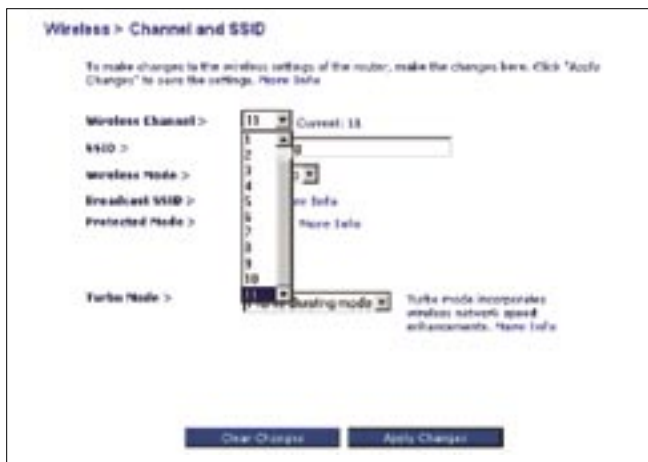 Wireless > Channel and SSID
To make changes to the wireless settings of the router, make the changes here. Click "Apply
Changes" to save the settings. More Info
Wireless Channel >
11
Current: 11
SSID >
Wireless Mode >
Broadcast SSID >
Info
Protected Mode >
More Info
1
2
3
4
5
6
7
8
9
10
11
Turbo Mode >
Bursting mode
Turbo mode incorporates
wireless network speed
enhancements. More Info
Clear Changes
Apply Changes